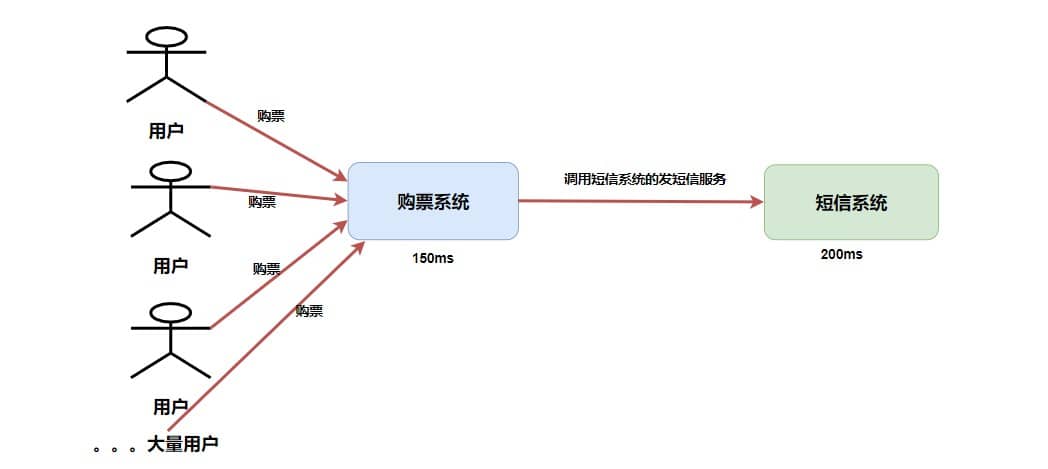 购票
用户
购票
购票系统
调用短信系统的发短信服务
短信系统
150ms
200ms
用户
购票
购票
用户
。。。大量用户